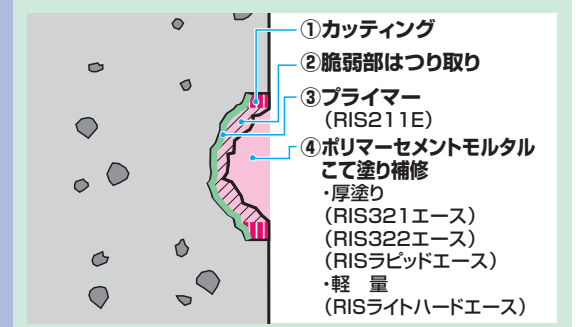 ①カッティング
②脆弱部はつり取り
③プライマー
（RIS211E）
④ポリマーセメントモルタル
こて塗り補修
・厚塗り
（RIS321エース）
（RIS322エース）
（RISラピッドエース）
・軽　量
（RISライトハードエース）